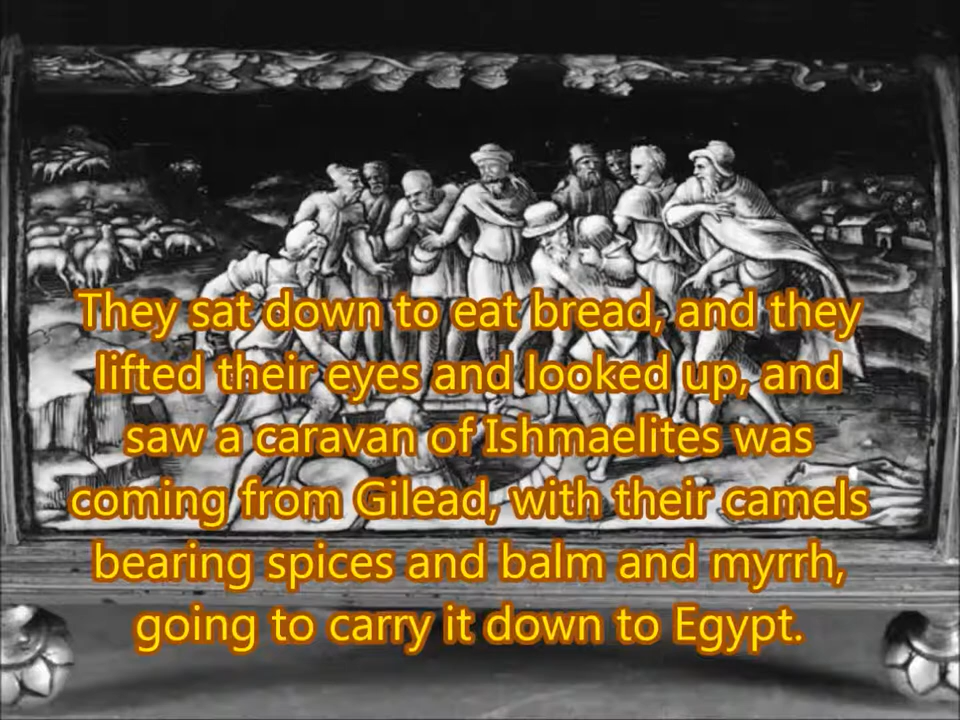 They sat down to eat bread, and they
lifted their eyes and looked up, and
saw a caravan of Ishmaelites was
coming from Gilead, with their camels
bearing spices and balm and myrrh,
going to carry it down to Egypt.